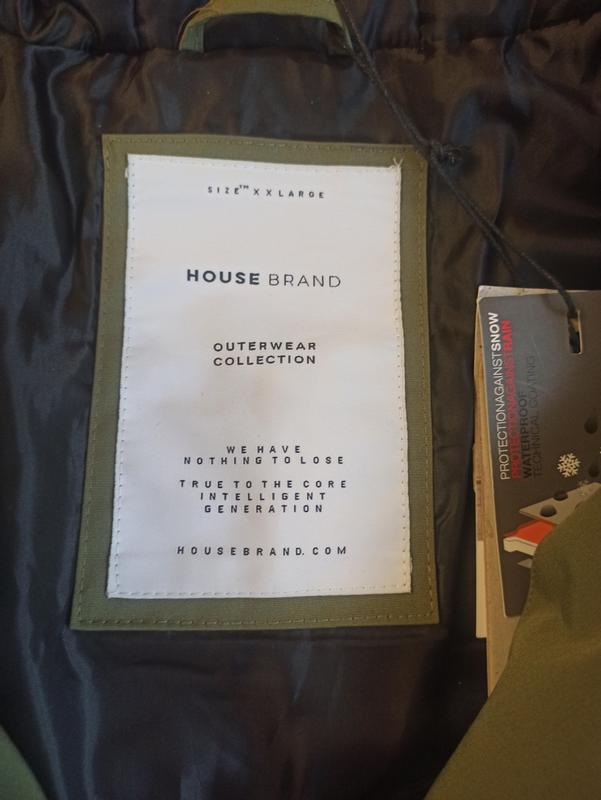 SIZE™ XXLARGE
HOUSE BRAND
OUTERWEAR
COLLECTION
WE HAVE
NOTHING TO LOSE
TRUE TO THE CORE
INTELLIGENT
GENERATION
HOUSEBRAND.COM
PROTECTIONAGAINSTSNOW
PROTECTIONAGAINSTRAIN
WATERPROOF
TECHNICAL COATING